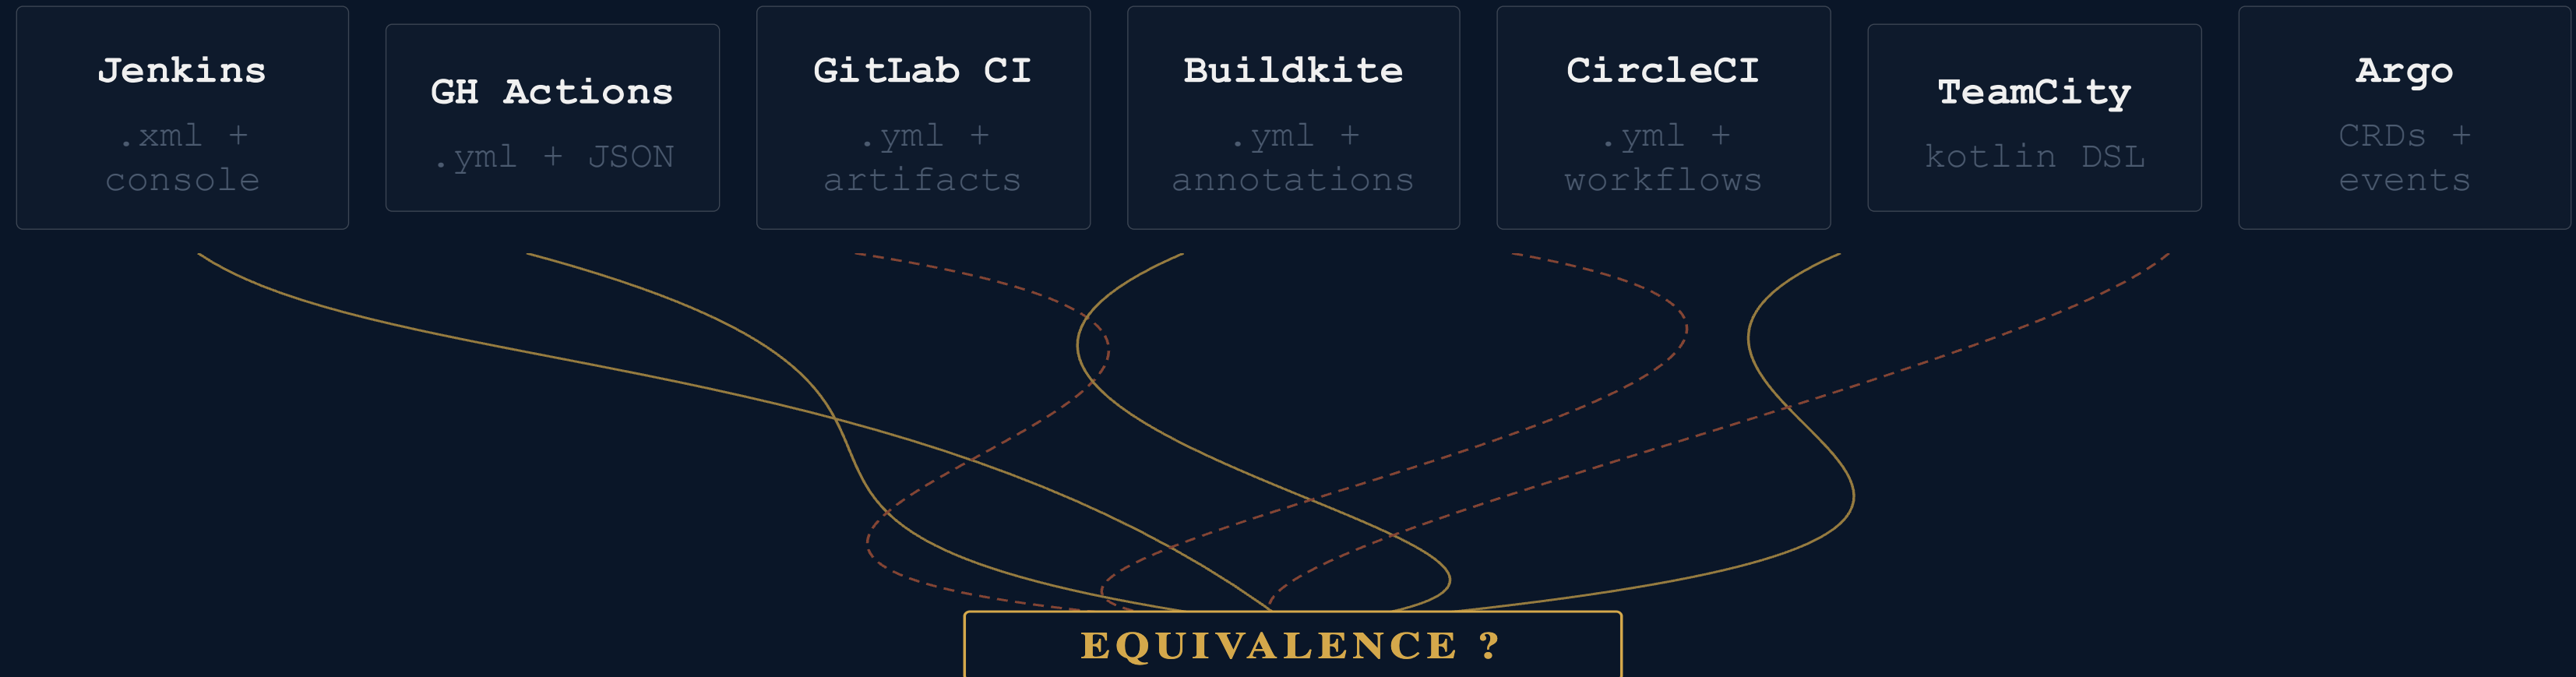 Jenkins
.xml +
console
GH Actions
.yml + JSON
GitLab CI
.yml +
artifacts
Buildkite
.yml +
annotations
CircleCI
.yml +
workflows
TeamCity
kotlin DSL
Argo
CRDs +
events
EQUIVALENCE ?